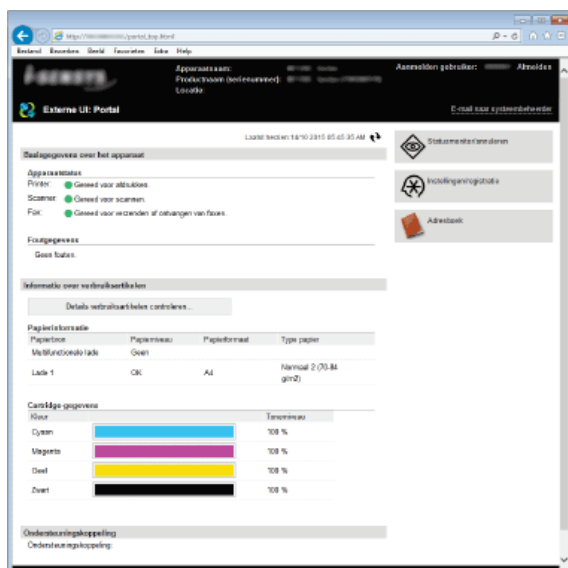 /portal_top.html
Bestand Bewerken Beeld Favorieten Extra Help
Apparaatnaam:
Productnaam (serienummer):
Locatie:
Aanmelden gebruiker: Afmelden
Externe UI: Portal
E-mail naar systeembeheerder
Laatst herzien: 14/10 2015 05:45:35 AM
Basisgegevens over het apparaat
Apparaatstatus
Printer: Gereed voor afdrukken.
Scanner: Gereed voor scannen.
Fax: Gereed voor verzenden of ontvangen van faxen.
Foutgegevens
Geen fouten.
Informatie over verbruiksartikelen
Details verbruiksartikelen controleren...
Papierinformatie
Papierbron Papierniveau Papierformaat Type papier
Multifunctionele lade Geen
Lade 1 OK A4 Normaal 2 (70-84 g/m2)
Cartridge-gegevens
Kleur Tonerniveau
Cyaan 100 %
Magenta 100 %
Geel 100 %
Zwart 100 %
Ondersteuningskoppeling
Ondersteuningskoppeling:
Statusmonitor/annuleren
Instellingen/registratie
Adresboek